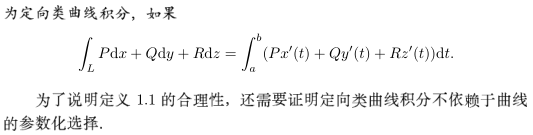 为定向类曲线积分，如果
∫_L Pdx + Qdy + Rdz = ∫_a^b (Px′(t) + Qy′(t) + Rz′(t))dt.
为了说明定义 1.1 的合理性，还需要证明定向类曲线积分不依赖于曲线
的参数化选择.